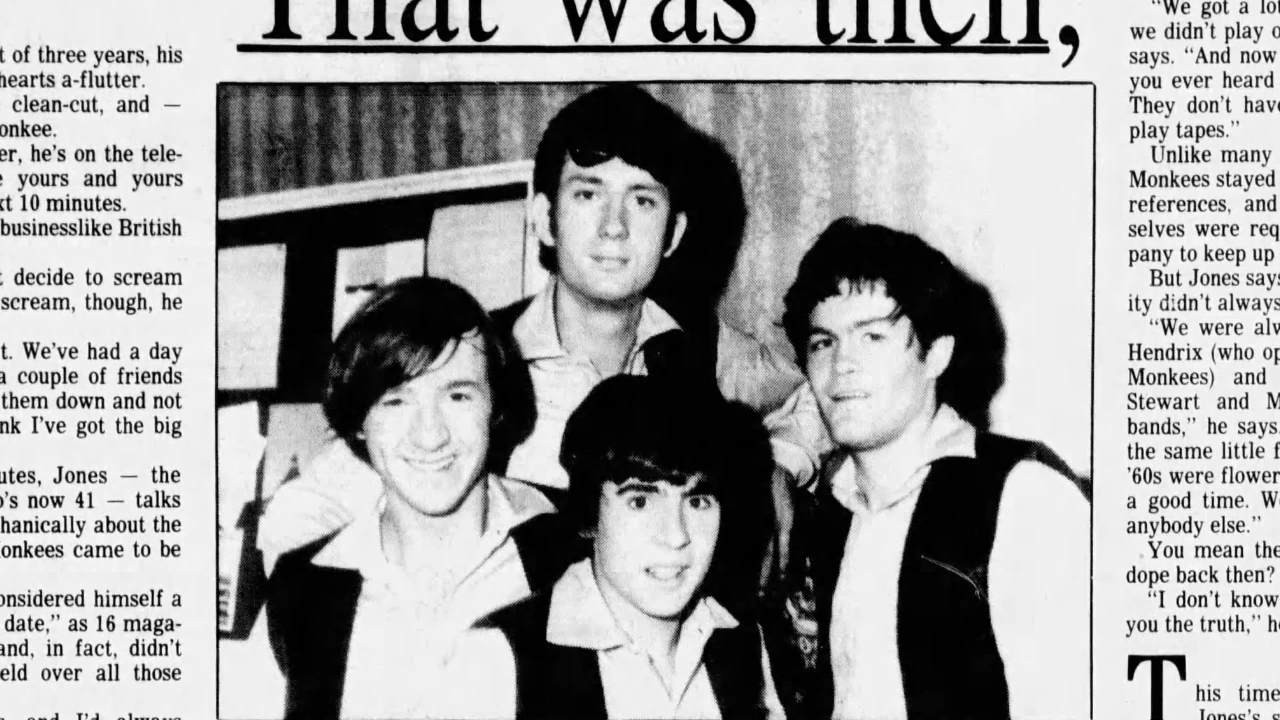 That was then,
t of three years, his
hearts a-flutter.
clean-cut, and —
onkee.
er, he's on the tele-
yours and yours
xt 10 minutes.
businesslike British
t decide to scream
scream, though, he
t. We've had a day
a couple of friends
them down and not
nk I've got the big
utes, Jones — the
o's now 41 — talks
chanically about the
Monkees came to be
onsidered himself a
date," as 16 maga-
and, in fact, didn't
eld over all those
and I'd always
"We got a lot
we didn't play o
says. "And now
you ever heard
They don't have
play tapes."
Unlike many
Monkees stayed
references, and
selves were req
pany to keep up
But Jones says
ity didn't always
"We were alw
Hendrix (who op
Monkees) and
Stewart and M
bands," he says.
the same little f
'60s were flower
a good time. W
anybody else."
You mean the
dope back then?
"I don't know
you the truth," he
This time
Jones's